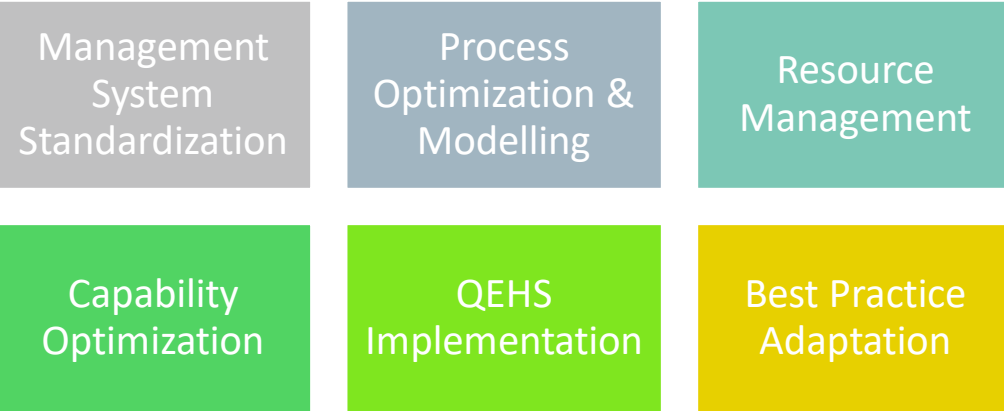 Management
System
Standardization
Process
Optimization &
Modelling
Resource
Management
Capability
Optimization
QEHS
Implementation
Best Practice
Adaptation